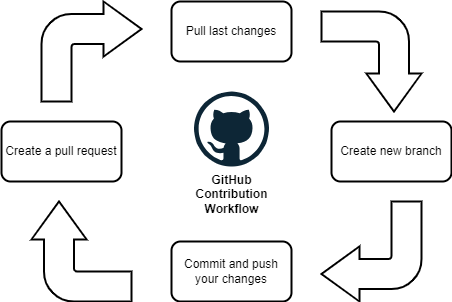 Pull last changes
Create a pull request
Create new branch
GitHub
Contribution
Workflow
Commit and push
your changes